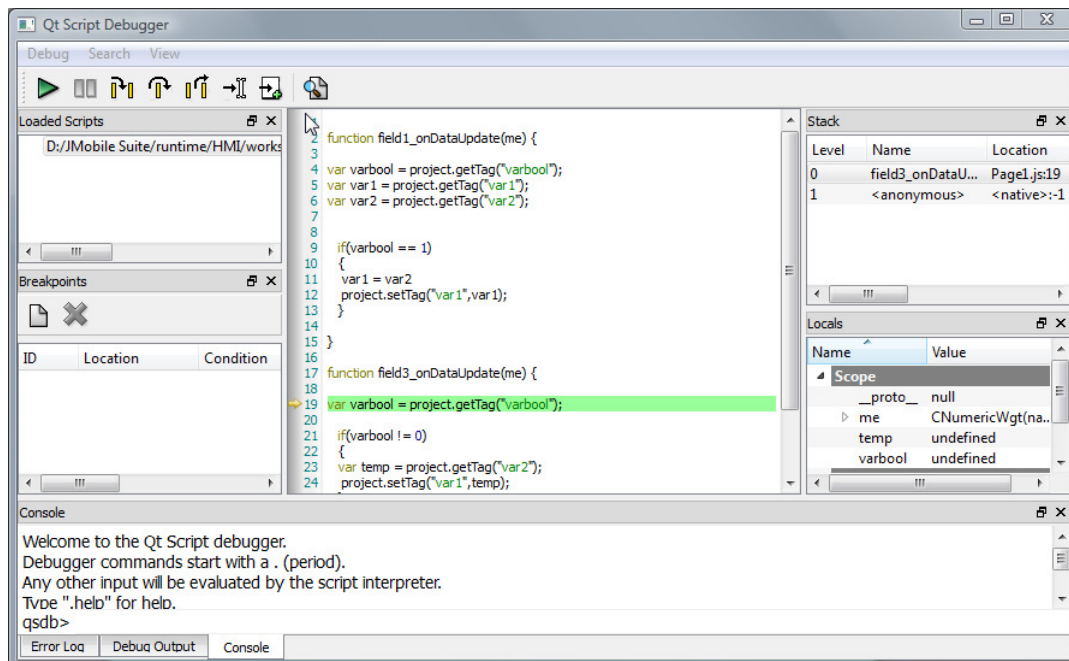 Qt Script Debugger
Debug Search View
Loaded Scripts
D:/JMobile Suite/runtime/HMI/works
Breakpoints
ID Location Condition
1
2 function field1_onDataUpdate(me) {
3
4 var varbool = project.getTag("varbool");
5 var var1 = project.getTag("var1");
6 var var2 = project.getTag("var2");
7
8
9 if(varbool == 1)
10 {
11 var1 = var2
12 project.setTag("var1",var1);
13 }
14
15 }
16
17 function field3_onDataUpdate(me) {
18
19 var varbool = project.getTag("varbool");
20
21 if(varbool != 0)
22 {
23 var temp = project.getTag("var2");
24 project.setTag("var1",temp);
Stack
Level Name Location
0 field3_onDataU... Page1.js:19
1 <anonymous> <native>:-1
Locals
Name Value
Scope
__proto__ null
me CNumericWgt(na...
temp undefined
varbool undefined
Console
Welcome to the Qt Script debugger.
Debugger commands start with a . (period).
Any other input will be evaluated by the script interpreter.
Type ".help" for help.
qsdb>
Error Log Debug Output Console